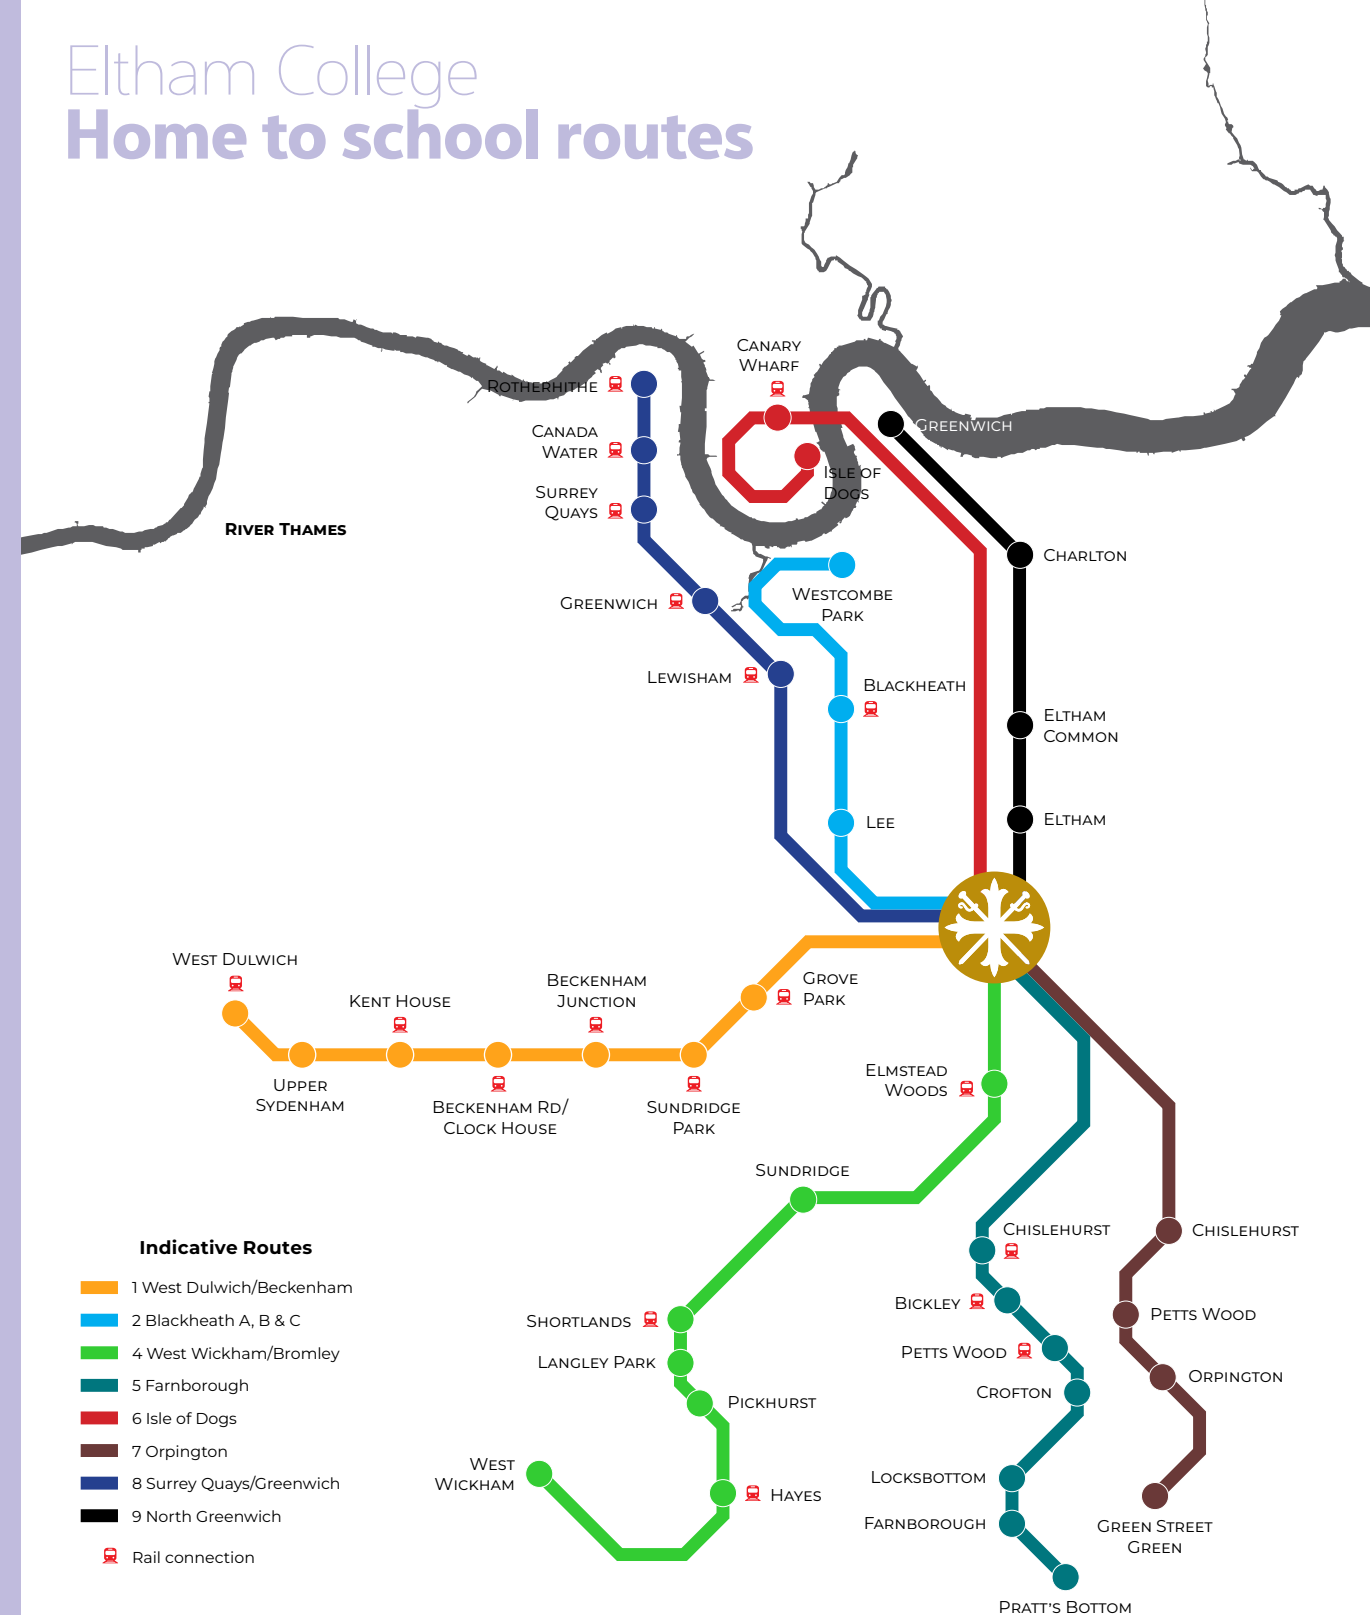 Eltham College
Home to school routes
Canary
Wharf
Rotherhithe
Greenwich
Canada
Water
Isle of
Dogs
Surrey
Quays
River Thames
Charlton
Greenwich
Westcombe
Park
Lewisham
Blackheath
Eltham
Common
Lee
Eltham
West Dulwich
Kent House
Beckenham
Junction
Grove
Park
Upper
Sydenham
Beckenham Rd/
Clock House
Sundridge
Park
Elmstead
Woods
Sundridge
Chislehurst
Chislehurst
Bickley
Petts Wood
Shortlands
Petts Wood
Langley Park
Orpington
Crofton
Pickhurst
West
Wickham
Locksbottom
Hayes
Farnborough
Green Street
Green
Pratt's Bottom
Indicative Routes
1 West Dulwich/Beckenham
2 Blackheath A, B & C
4 West Wickham/Bromley
5 Farnborough
6 Isle of Dogs
7 Orpington
8 Surrey Quays/Greenwich
9 North Greenwich
Rail connection